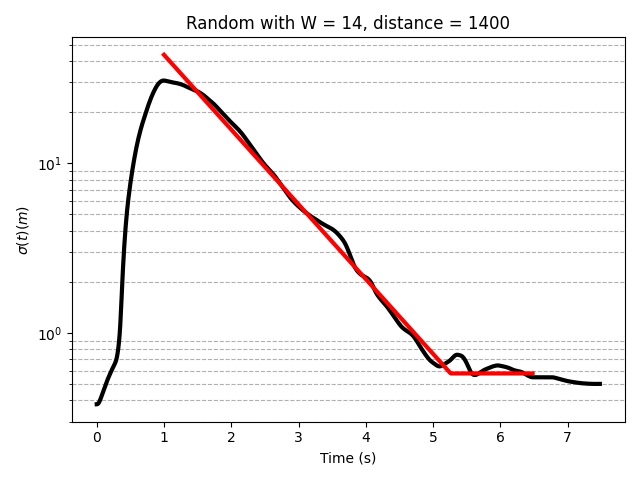 Random with W = 14, distance = 1400
σ(t)(m)
10¹
10⁰
0 1 2 3 4 5 6 7
Time (s)